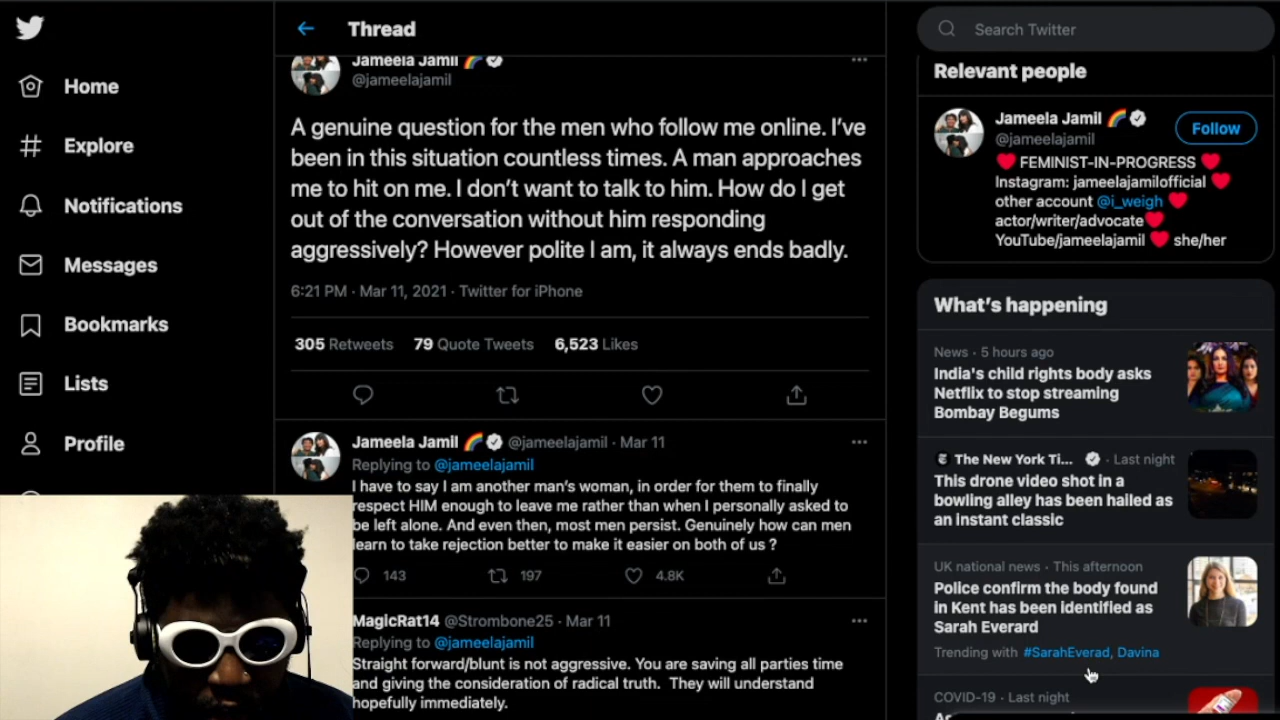 Thread
Search Twitter
Home
Explore
Notifications
Messages
Bookmarks
Lists
Profile
Jameela Jamil
@jameelajamil
A genuine question for the men who follow me online. I’ve
been in this situation countless times. A man approaches
me to hit on me. I don’t want to talk to him. How do I get
out of the conversation without him responding
aggressively? However polite I am, it always ends badly.
6:21 PM · Mar 11, 2021 · Twitter for iPhone
305 Retweets 79 Quote Tweets 6,523 Likes
Jameela Jamil @jameelajamil · Mar 11
Replying to @jameelajamil
I have to say I am another man’s woman, in order for them to finally
respect HIM enough to leave me rather than when I personally asked to
be left alone. And even then, most men persist. Genuinely how can men
learn to take rejection better to make it easier on both of us ?
143 197 4.8K
MagicRat14 @Strombone25 · Mar 11
Replying to @jameelajamil
Straight forward/blunt is not aggressive. You are saving all parties time
and giving the consideration of radical truth. They will understand
hopefully immediately.
Relevant people
Jameela Jamil
@jameelajamil
Follow
FEMINIST-IN-PROGRESS
Instagram: jameelajamilofficial
other account @i_weigh
actor/writer/advocate
YouTube/jameelajamil she/her
What’s happening
News · 5 hours ago
India's child rights body asks
Netflix to stop streaming
Bombay Begums
The New York Ti... · Last night
This drone video shot in a
bowling alley has been hailed as
an instant classic
UK national news · This afternoon
Police confirm the body found
in Kent has been identified as
Sarah Everard
Trending with #SarahEverad, Davina
COVID-19 · Last night